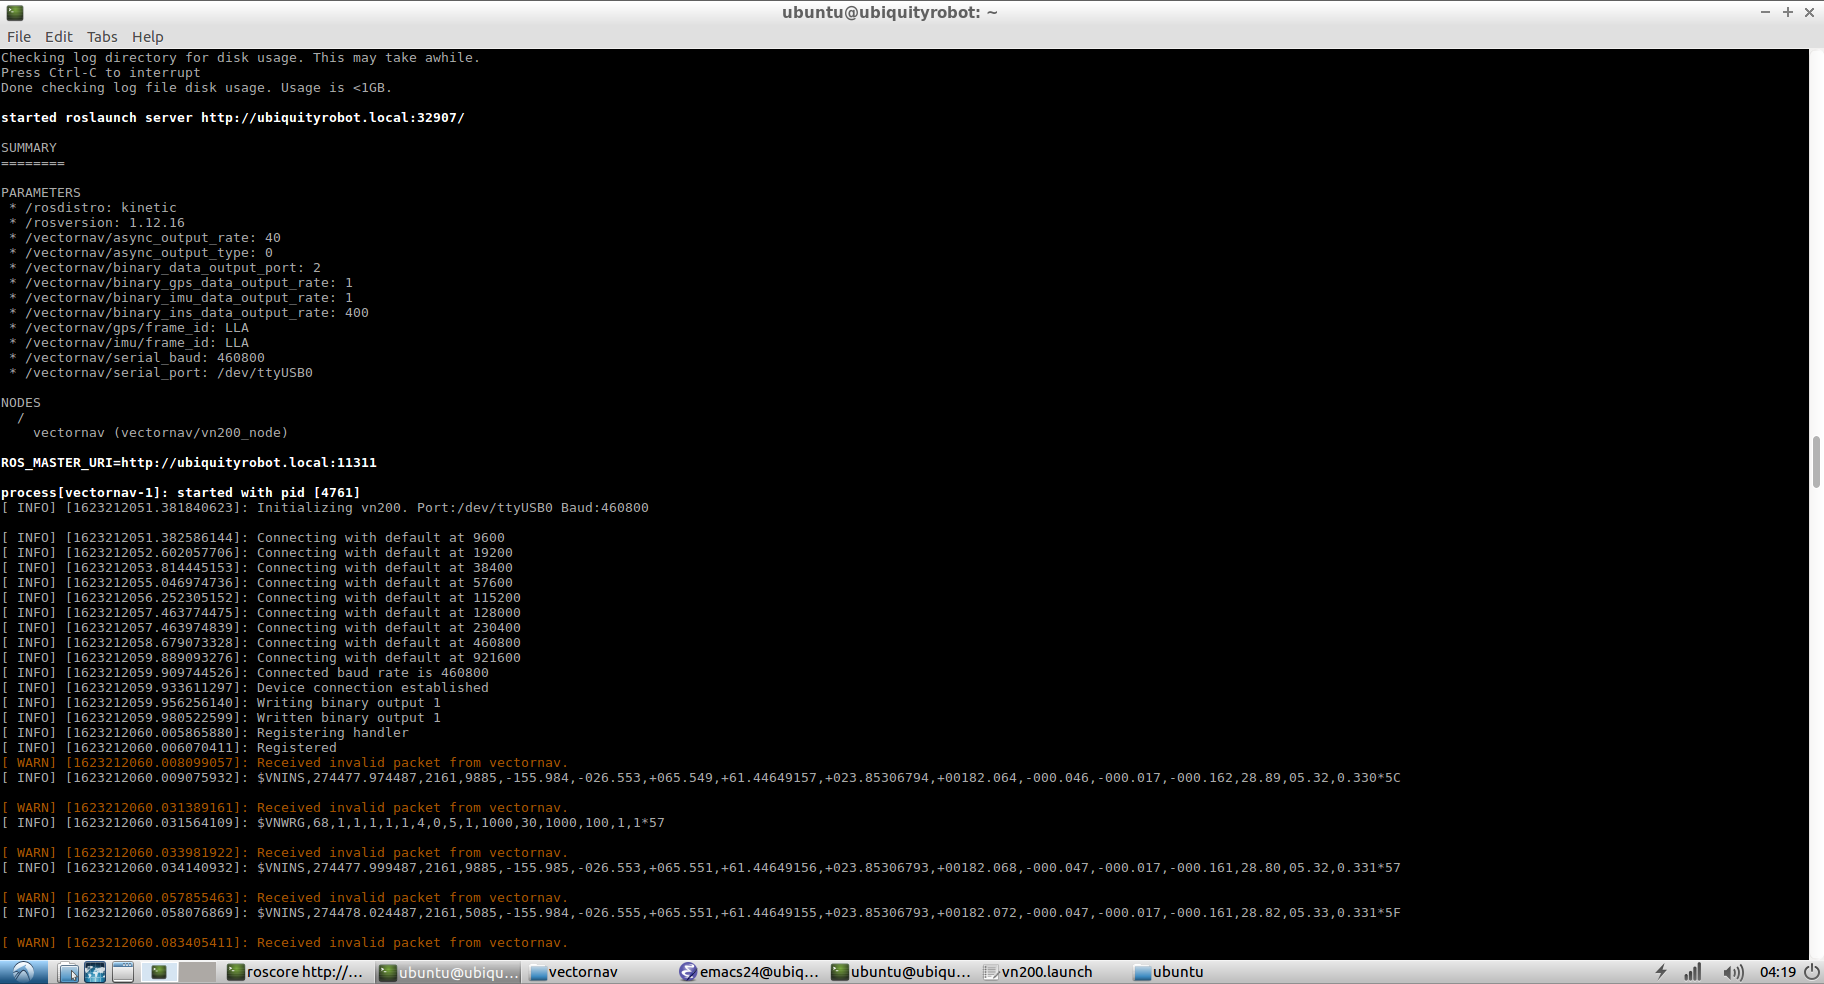 ubuntu@ubiquityrobot: ~
File Edit Tabs Help
Checking log directory for disk usage. This may take awhile.
Press Ctrl-C to interrupt
Done checking log file disk usage. Usage is <1GB.
started roslaunch server http://ubiquityrobot.local:32907/
SUMMARY
========
PARAMETERS
* /rosdistro: kinetic
* /rosversion: 1.12.16
* /vectornav/async_output_rate: 40
* /vectornav/async_output_type: 0
* /vectornav/binary_data_output_port: 2
* /vectornav/binary_gps_data_output_rate: 1
* /vectornav/binary_imu_data_output_rate: 1
* /vectornav/binary_ins_data_output_rate: 400
* /vectornav/gps/frame_id: LLA
* /vectornav/imu/frame_id: LLA
* /vectornav/serial_baud: 460800
* /vectornav/serial_port: /dev/ttyUSB0
NODES
/
vectornav (vectornav/vn200_node)
ROS_MASTER_URI=http://ubiquityrobot.local:11311
process[vectornav-1]: started with pid [4761]
[ INFO] [1623212051.381840623]: Initializing vn200. Port:/dev/ttyUSB0 Baud:460800
[ INFO] [1623212051.382586144]: Connecting with default at 9600
[ INFO] [1623212052.602057706]: Connecting with default at 19200
[ INFO] [1623212053.814445153]: Connecting with default at 38400
[ INFO] [1623212055.046974736]: Connecting with default at 57600
[ INFO] [1623212056.252305152]: Connecting with default at 115200
[ INFO] [1623212057.463774475]: Connecting with default at 128000
[ INFO] [1623212057.463974839]: Connecting with default at 230400
[ INFO] [1623212058.679073328]: Connecting with default at 460800
[ INFO] [1623212059.889093276]: Connecting with default at 921600
[ INFO] [1623212059.909744526]: Connected baud rate is 460800
[ INFO] [1623212059.933611297]: Device connection established
[ INFO] [1623212059.956256140]: Writing binary output 1
[ INFO] [1623212059.980522599]: Written binary output 1
[ INFO] [1623212060.005865880]: Registering handler
[ INFO] [1623212060.006070411]: Registered
[ WARN] [1623212060.008099057]: Received invalid packet from vectornav.
[ INFO] [1623212060.009075932]: $VNINS,274477.974487,2161,9885,-155.984,-026.553,+065.549,+61.44649157,+023.85306794,+00182.064,-000.046,-000.017,-000.162,28.89,05.32,0.330*5C
[ WARN] [1623212060.031389161]: Received invalid packet from vectornav.
[ INFO] [1623212060.031564109]: $VNWRG,68,1,1,1,1,1,4,0,5,1,1000,30,1000,100,1,1*57
[ WARN] [1623212060.033981922]: Received invalid packet from vectornav.
[ INFO] [1623212060.034140932]: $VNINS,274477.999487,2161,9885,-155.985,-026.553,+065.551,+61.44649156,+023.85306793,+00182.068,-000.047,-000.017,-000.161,28.80,05.32,0.331*57
[ WARN] [1623212060.057855463]: Received invalid packet from vectornav.
[ INFO] [1623212060.058076869]: $VNINS,274478.024487,2161,5085,-155.984,-026.555,+065.551,+61.44649155,+023.85306793,+00182.072,-000.047,-000.017,-000.161,28.82,05.33,0.331*5F
[ WARN] [1623212060.083405411]: Received invalid packet from vectornav.
roscore http://... ubuntu@ubiqu... vectornav emacs24@ubiq... ubuntu@ubiqu... vn200.launch ubuntu 04:19